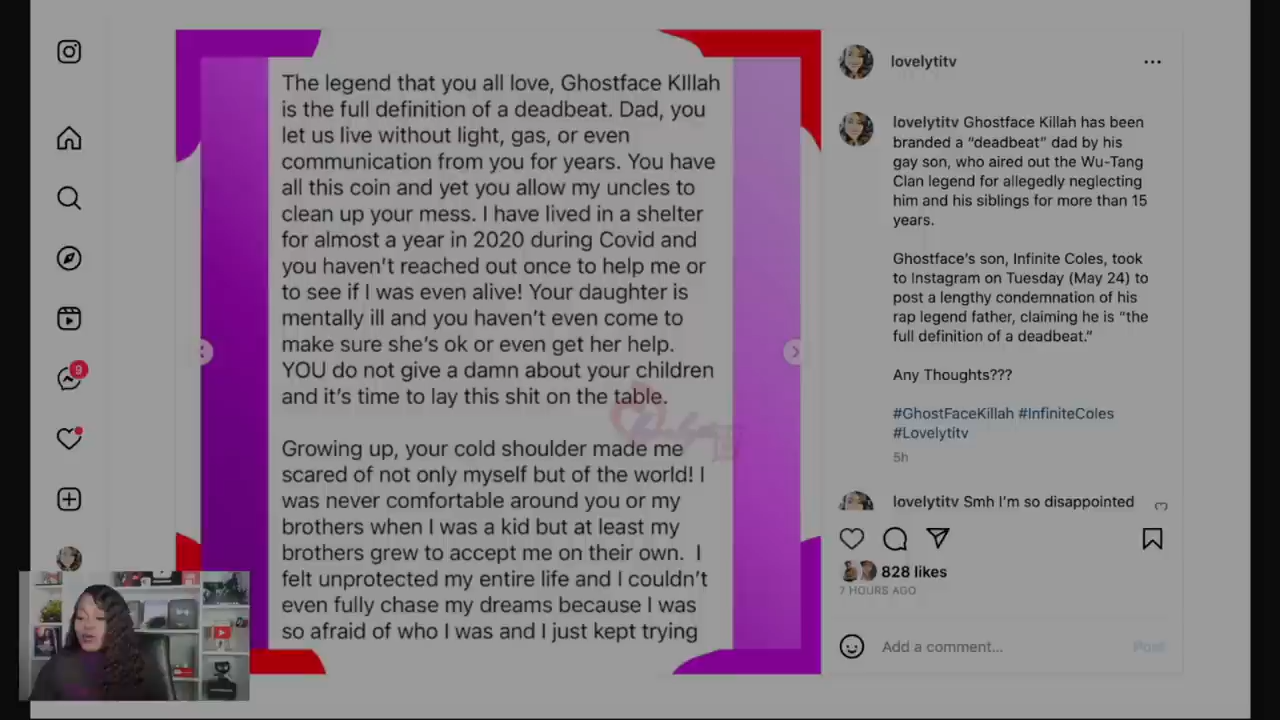 The legend that you all love, Ghostface KIllah
is the full definition of a deadbeat. Dad, you
let us live without light, gas, or even
communication from you for years. You have
all this coin and yet you allow my uncles to
clean up your mess. I have lived in a shelter
for almost a year in 2020 during Covid and
you haven't reached out once to help me or
to see if I was even alive! Your daughter is
mentally ill and you haven't even come to
make sure she's ok or even get her help.
YOU do not give a damn about your children
and it's time to lay this shit on the table.
Growing up, your cold shoulder made me
scared of not only myself but of the world! I
was never comfortable around you or my
brothers when I was a kid but at least my
brothers grew to accept me on their own. I
felt unprotected my entire life and I couldn't
even fully chase my dreams because I was
so afraid of who I was and I just kept trying
9
lovelytitv
lovelytitv Ghostface Killah has been
branded a “deadbeat” dad by his
gay son, who aired out the Wu-Tang
Clan legend for allegedly neglecting
him and his siblings for more than 15
years.
Ghostface's son, Infinite Coles, took
to Instagram on Tuesday (May 24) to
post a lengthy condemnation of his
rap legend father, claiming he is “the
full definition of a deadbeat.”
Any Thoughts???
#GhostFaceKillah #InfiniteColes
#Lovelytitv
5h
lovelytitv Smh I'm so disappointed
828 likes
7 HOURS AGO
Add a comment...
Post